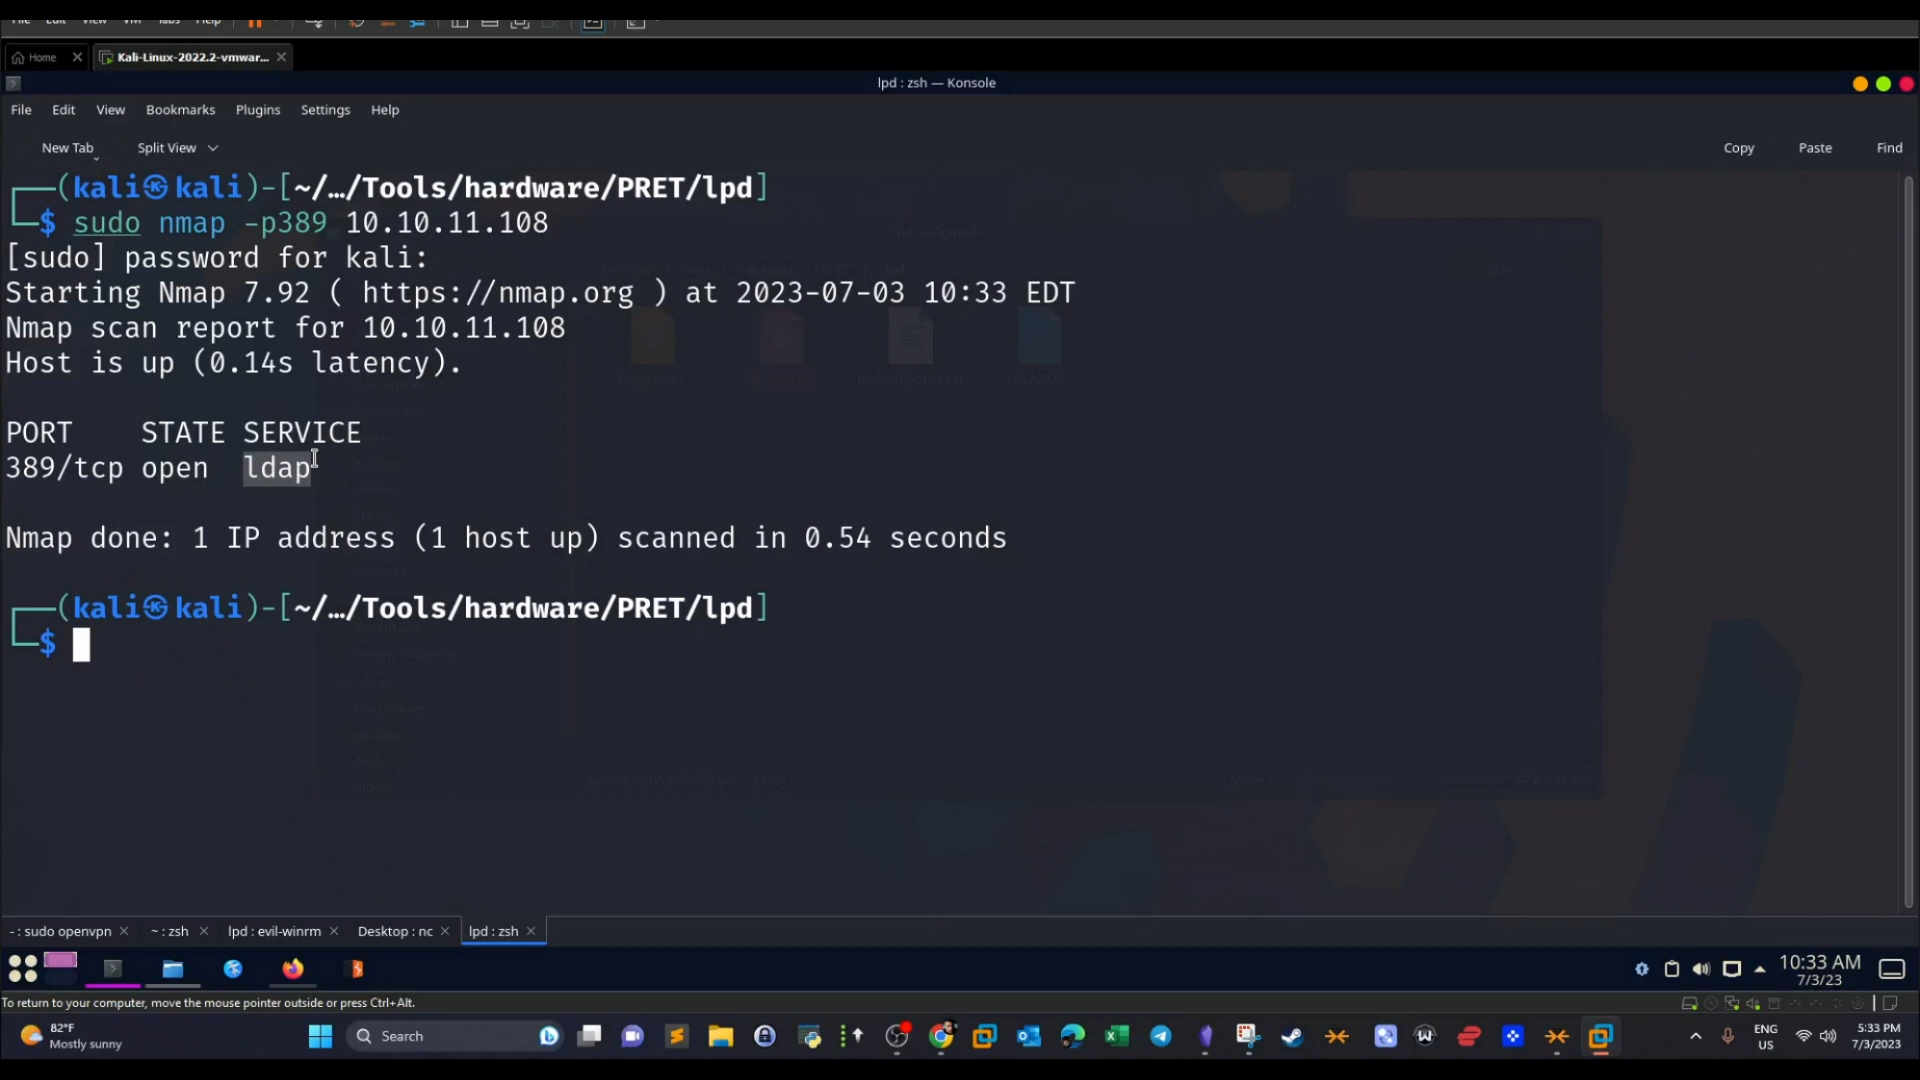 File Edit View VM Tabs Help
Home
Kali-Linux-2022.2-vmwar...
lpd : zsh — Konsole
File Edit View Bookmarks Plugins Settings Help
New Tab Split View Copy Paste Find
(kali㉿kali)-[~/…/Tools/hardware/PRET/lpd]
$ sudo nmap -p389 10.10.11.108
[sudo] password for kali:
Starting Nmap 7.92 ( https://nmap.org ) at 2023-07-03 10:33 EDT
Nmap scan report for 10.10.11.108
Host is up (0.14s latency).
PORT STATE SERVICE
389/tcp open ldap
Nmap done: 1 IP address (1 host up) scanned in 0.54 seconds
(kali㉿kali)-[~/…/Tools/hardware/PRET/lpd]
$
- : sudo openvpn ~ : zsh lpd : evil-winrm Desktop : nc lpd : zsh
10:33 AM
7/3/23
To return to your computer, move the mouse pointer outside or press Ctrl+Alt.
82°F
Mostly sunny
Search
ENG
US
5:33 PM
7/3/2023